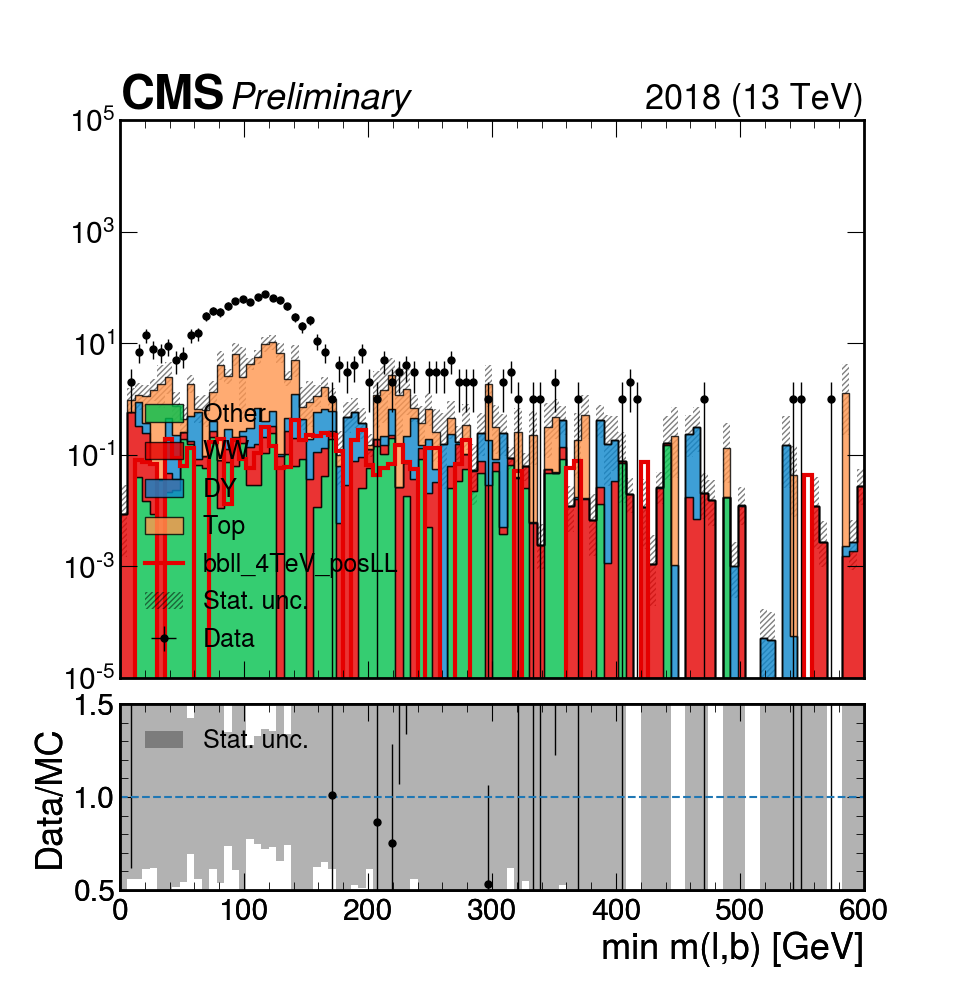 CMS Preliminary 2018 (13 TeV)
10^5
10^3
10^1
10^-1
10^-3
10^-5
Other
WW
DY
Top
bbll_4TeV_posLL
Stat. unc.
Data
1.5
1.0
0.5
Data/MC
Stat. unc.
0 100 200 300 400 500 600
min m(l,b) [GeV]